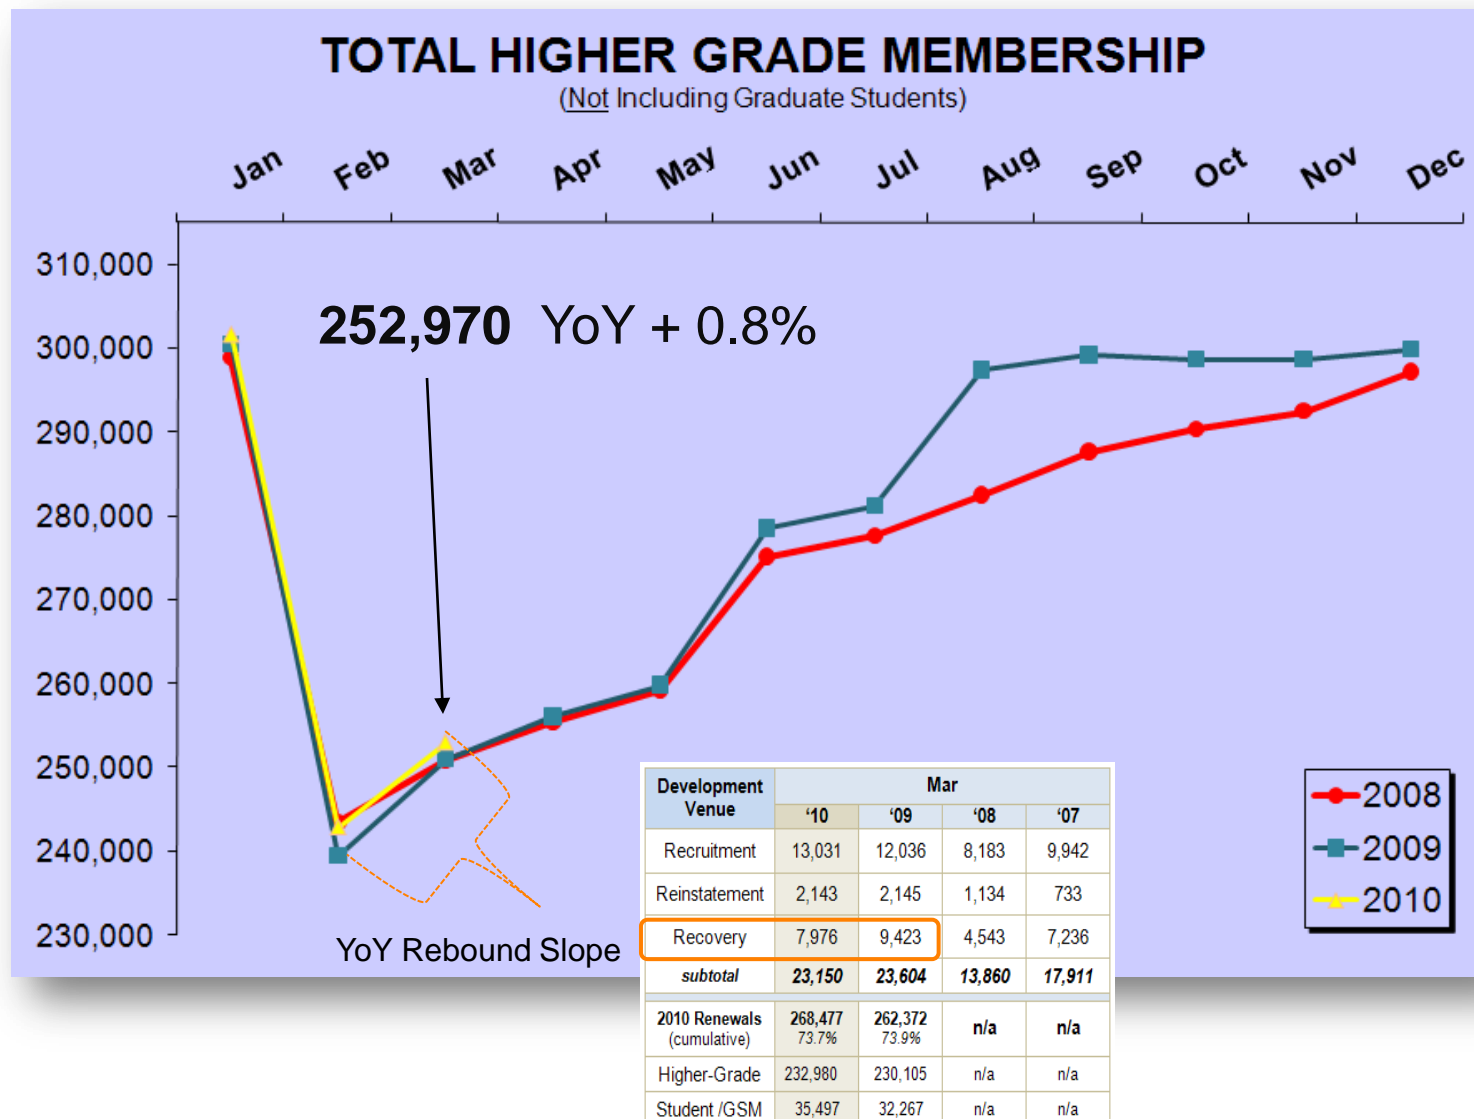 TOTAL HIGHER GRADE MEMBERSHIP
(Not Including Graduate Students)
Jan Feb Mar Apr May Jun Jul Aug Sep Oct Nov Dec
310,000
300,000
290,000
280,000
270,000
260,000
250,000
240,000
230,000
252,970 YoY + 0.8%
YoY Rebound Slope
2008
2009
2010
Development Venue Mar
‘10 ‘09 ‘08 ‘07
Recruitment 13,031 12,036 8,183 9,942
Reinstatement 2,143 2,145 1,134 733
Recovery 7,976 9,423 4,543 7,236
subtotal 23,150 23,604 13,860 17,911
2010 Renewals 268,477 262,372 n/a n/a
(cumulative) 73.7% 73.9%
Higher-Grade 232,980 230,105 n/a n/a
Student /GSM 35,497 32,267 n/a n/a